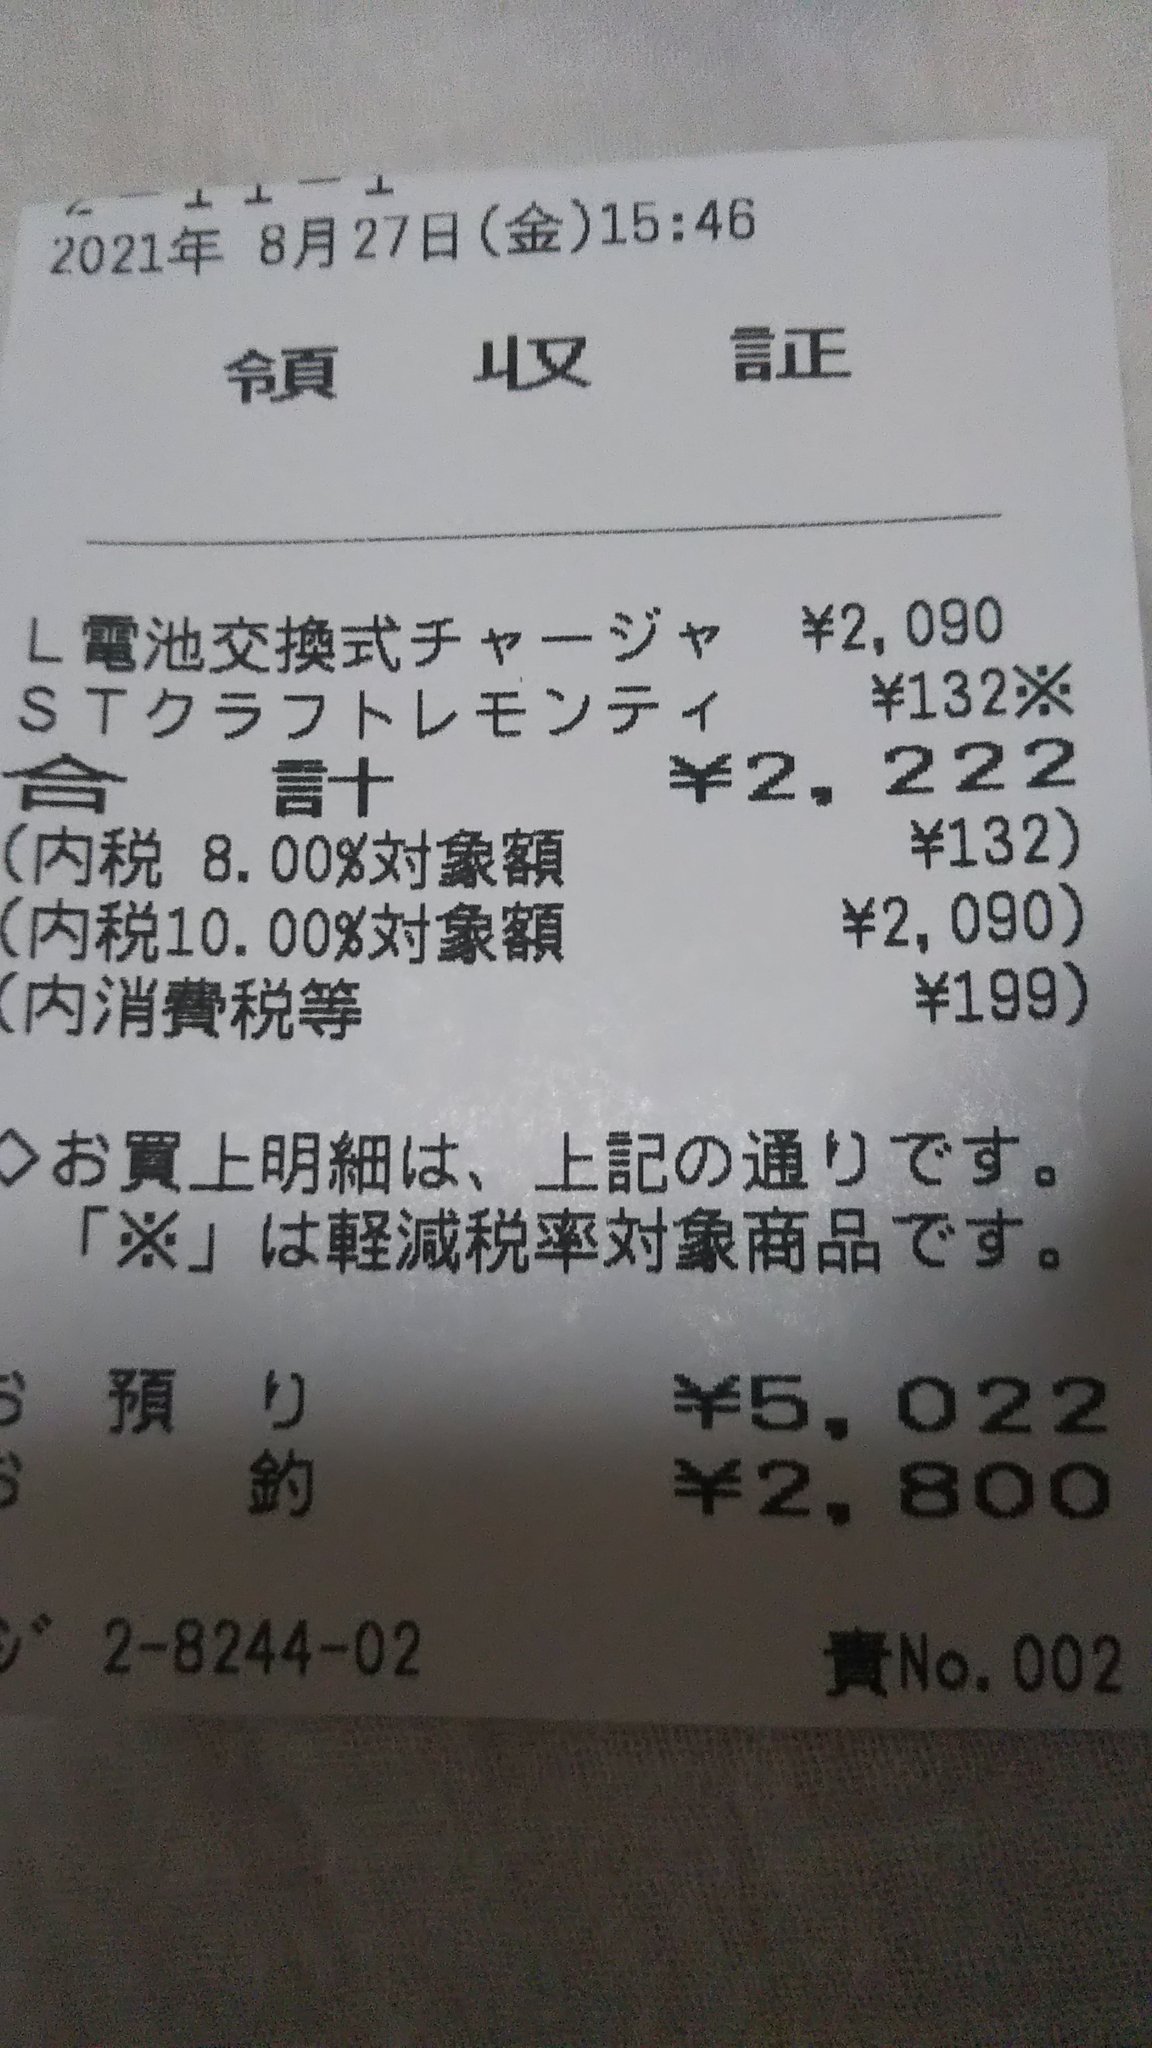 2021年 8月27日(金)15:46
領 収 証
L電池交換式チャージャ ¥2,090
STクラフトレモンティ ¥132※
合 計 ¥2,222
(内税 8.00%対象額 ¥132)
(内税10.00%対象額 ¥2,090)
(内消費税等 ¥199)
◇お買上明細は、上記の通りです。
「※」は軽減税率対象商品です。
お 預 り ¥5,022
お 釣 ¥2,800
2-8244-02 責No.002